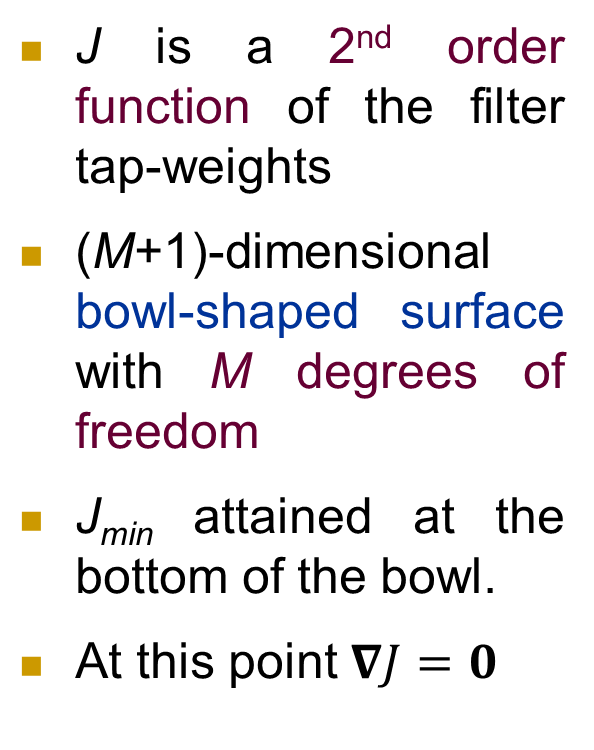 J is a 2nd order
function of the filter
tap-weights
(M+1)-dimensional
bowl-shaped surface
with M degrees of
freedom
Jmin attained at the
bottom of the bowl.
At this point ∇J = 0